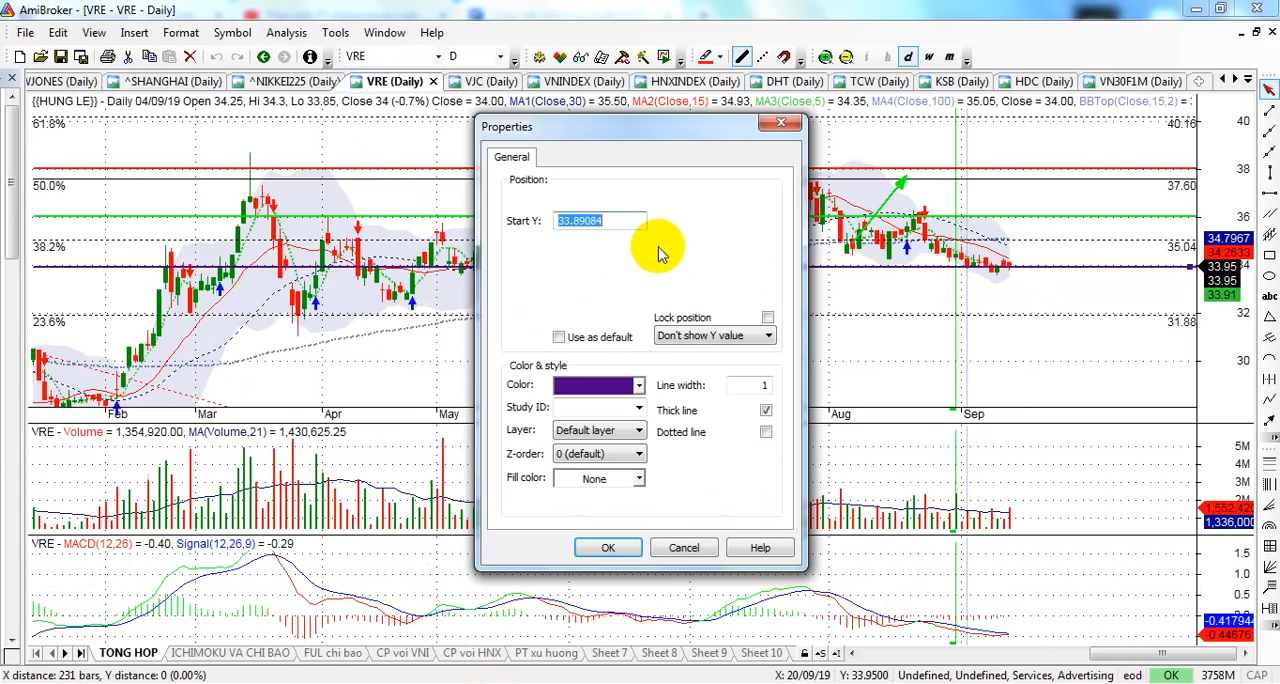 AmiBroker - [VRE - VRE - Daily]
File Edit View Insert Format Symbol Analysis Tools Window Help
VRE D i h d w m
VJONES (Daily) ^SHANGHAI (Daily) ^NIKKEI225 (Daily) VRE (Daily) VJC (Daily) VNINDEX (Daily) HNXINDEX (Daily) DHT (Daily) TCW (Daily) KSB (Daily) HDC (Daily) VN30F1M (Daily)
{{HUNG LE}} - Daily 04/09/19 Open 34.25, Hi 34.3, Lo 33.85, Close 34 (-0.7%) Close = 34.00, MA1(Close,30) = 35.50, MA2(Close,15) = 34.93, MA3(Close,5) = 34.35, MA4(Close,100) = 35.05, Close = 34.00, BBTop(Close,15,2) =
61.8%
50.0%
38.2%
23.6%
40.16
37.60
35.04
31.88
40
38
36
34
32
30
34.7967
34.2633
33.95
33.95
33.91
Feb Mar Apr May Aug Sep
Properties
General
Position:
Start Y: 33.89084
Lock position
Use as default Don't show Y value
Color & style
Color: Line width: 1
Study ID: Thick line
Layer: Default layer Dotted line
Z-order: 0 (default)
Fill color: None
OK Cancel Help
abc
VRE - Volume = 1,354,920.00, MA(Volume,21) = 1,430,625.25
5M
4M
3M
2M
1,552,420
1,336,000
VRE - MACD(12,26) = -0.40, Signal(12,26,9) = -0.29
1.5
1.0
0.5
-0.417944
-0.44676
TONG HOP ICHIMOKU VA CHI BAO FUL chi bao CP voi VNI CP voi HNX PT xu huong Sheet 7 Sheet 8 Sheet 9 Sheet 10
X distance: 231 bars, Y distance: 0 (0.00%) X: 20/09/19 Y: 33.9500 Undefined, Undefined, Services, Advertising eod OK 3758M CAP